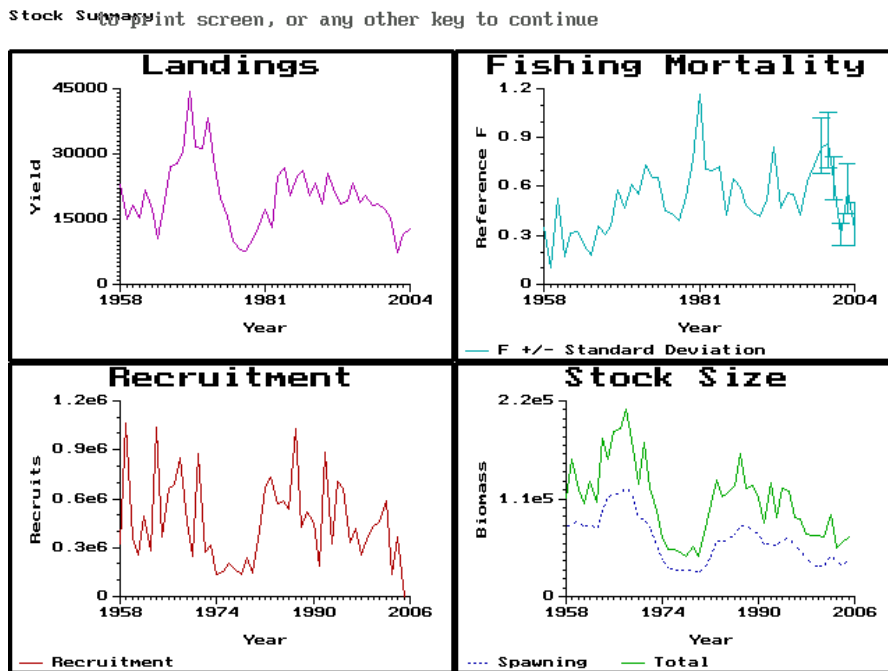 Stock Summary to print screen, or any other key to continue
Landings
45000
30000
15000
0
Yield
1958 1981 2004
Year
Fishing Mortality
1.2
0.9
0.6
0.3
0
Reference F
1958 1981 2004
Year
F +/- Standard Deviation
Recruitment
1.2e6
0.9e6
0.6e6
0.3e6
0
Recruits
1958 1974 1990 2006
Year
Recruitment
Stock Size
2.2e5
1.1e5
0
Biomass
1958 1974 1990 2006
Year
Spawning Total